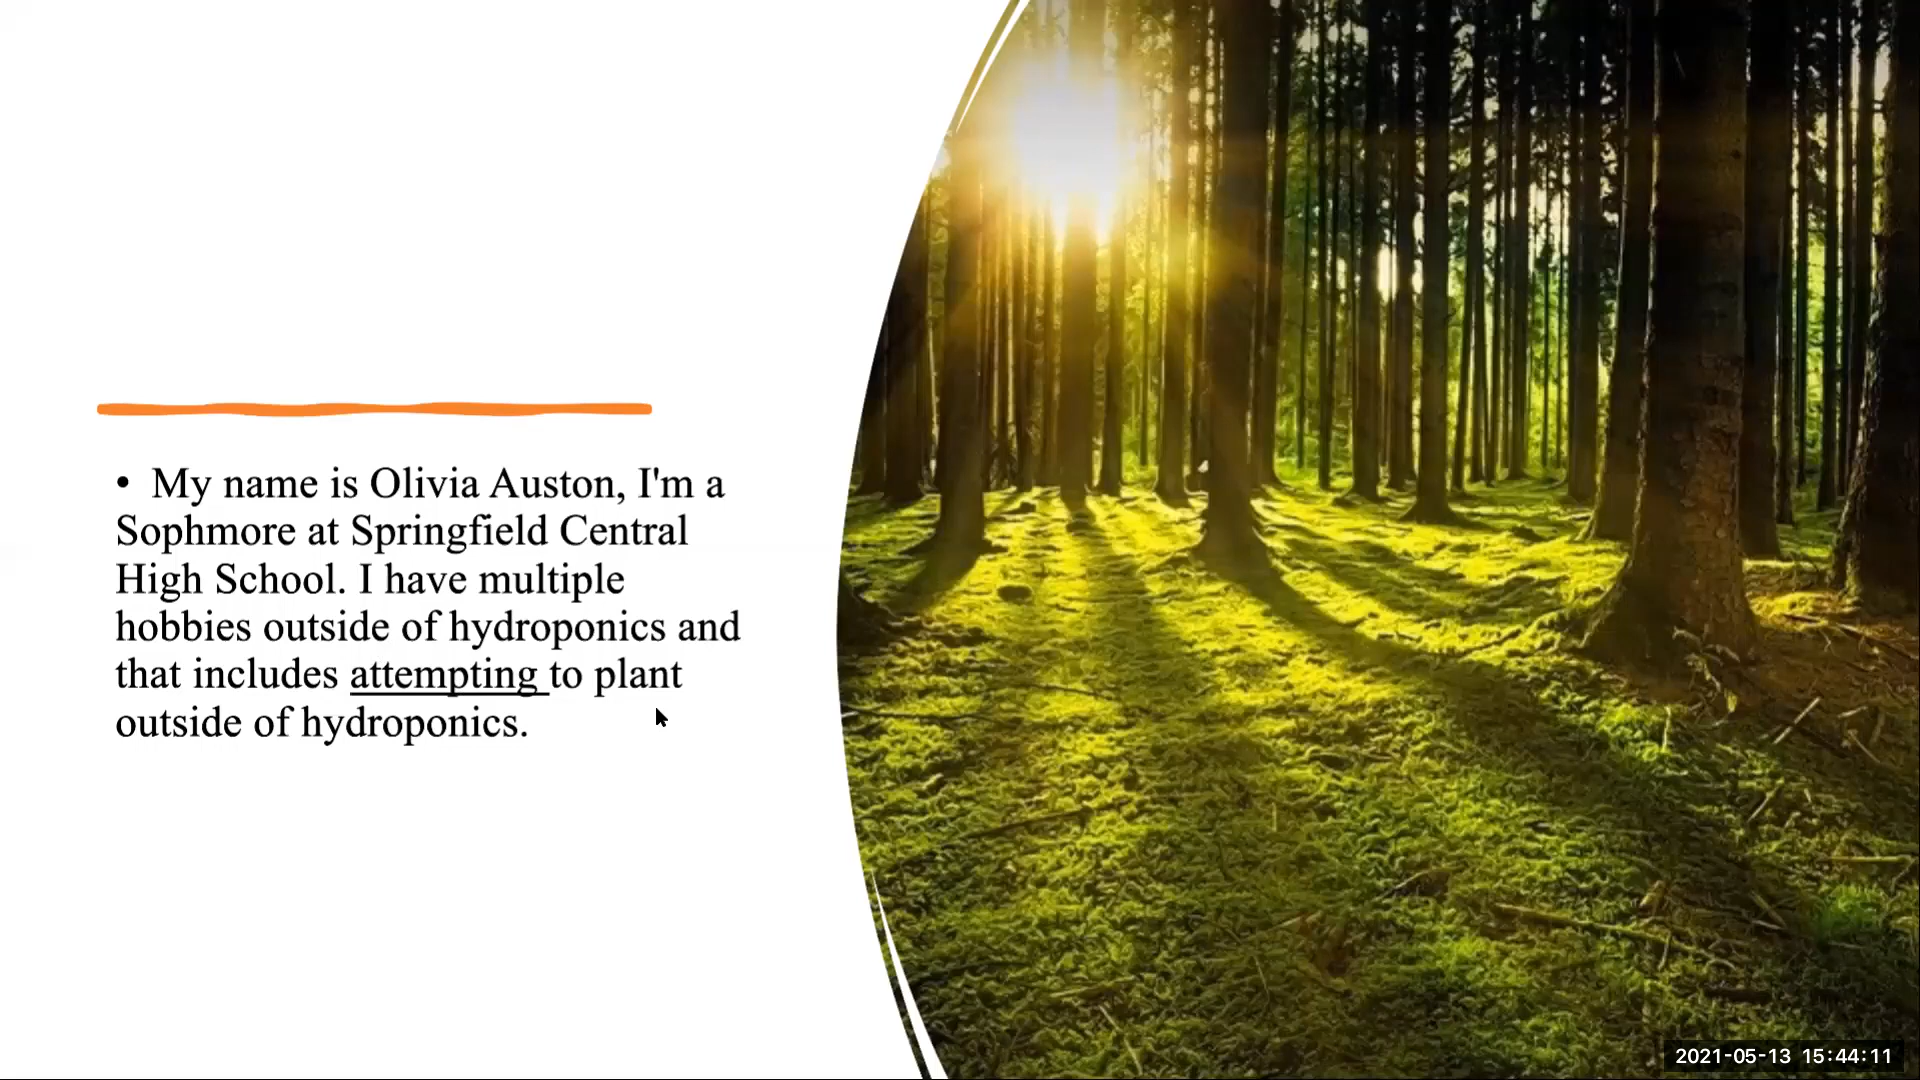 • My name is Olivia Auston, I'm a
Sophmore at Springfield Central
High School. I have multiple
hobbies outside of hydroponics and
that includes attempting to plant
outside of hydroponics.
2021-05-13 15:44:11